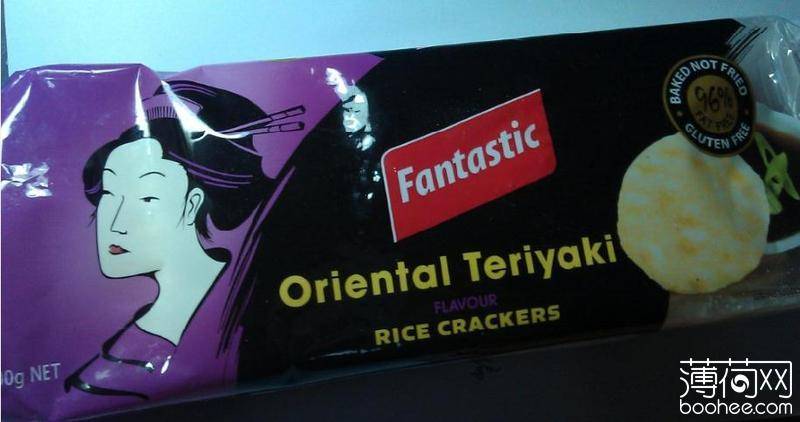 BAKED NOT FRIED
96%
FAT FREE
GLUTEN FREE
Fantastic
Oriental Teriyaki
FLAVOUR
RICE CRACKERS
0g NET
薄荷网
boohee.com